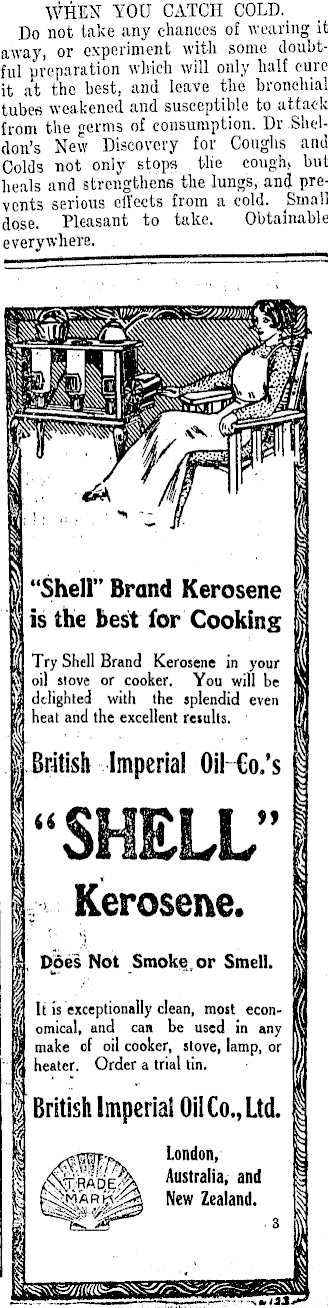 WHEN YOU CATCH COLD.
Do not take any chances of wearing it
away, or experiment with some doubt-
ful preparation which will only half cure
it at the best, and leave the bronchial
tubes weakened and susceptible to attack
from the germs of consumption. Dr Shel-
don's New Discovery for Coughs and
Colds not only stops the cough, but
heals and strengthens the lungs, and pre-
vents serious effects from a cold. Small
dose. Pleasant to take. Obtainable
everywhere.
"Shell" Brand Kerosene
is the best for Cooking
Try Shell Brand Kerosene in your
oil stove or cooker. You will be
delighted with the splendid even
heat and the excellent results.
British Imperial Oil Co.'s
"SHELL"
Kerosene.
Does Not Smoke or Smell.
It is exceptionally clean, most econ-
omical, and can be used in any
make of oil cooker, stove, lamp, or
heater. Order a trial tin.
British Imperial Oil Co., Ltd.
TRADE
MARK
London,
Australia, and
New Zealand.
3